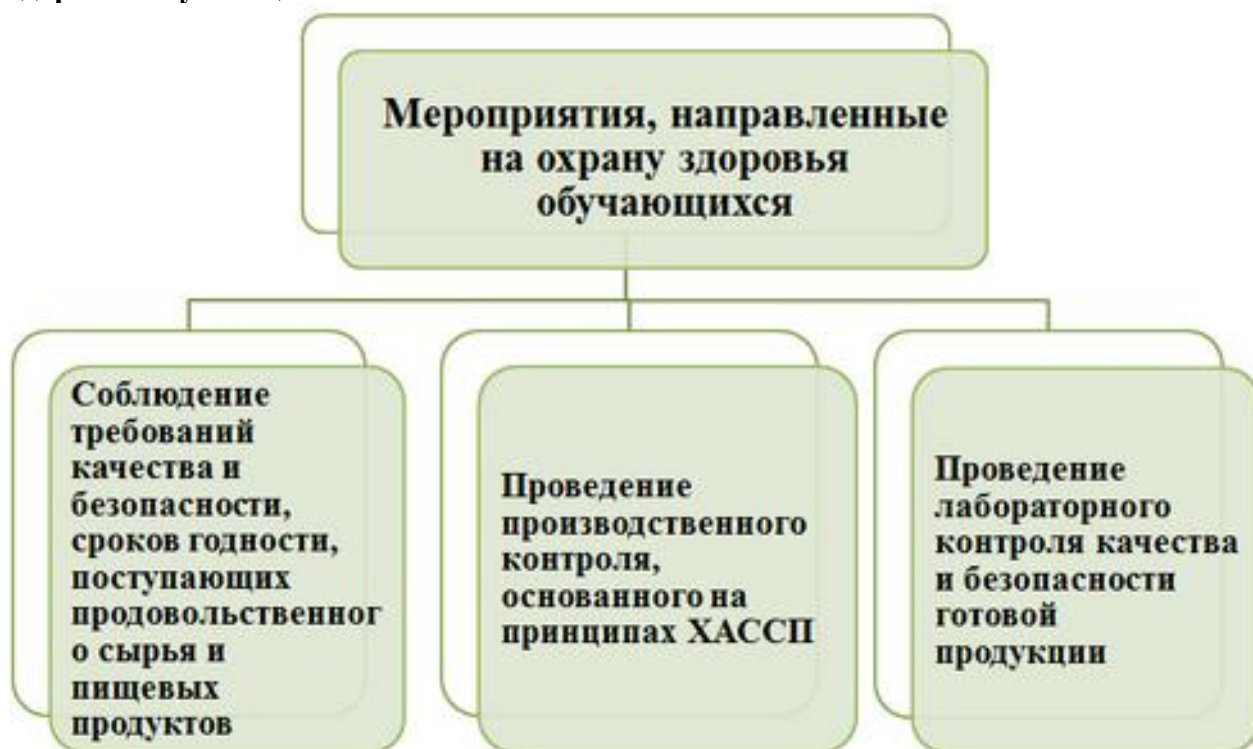 Мероприятия, направленные
на охрану здоровья
обучающихся
Соблюдение
требований
качества и
безопасности,
сроков годности,
поступающих
продовольственног
о сырья и
пищевых
продуктов
Проведение
производственного
контроля,
основанного на
принципах ХАССП
Проведение
лабораторного
контроля качества
и безопасности
готовой
продукции